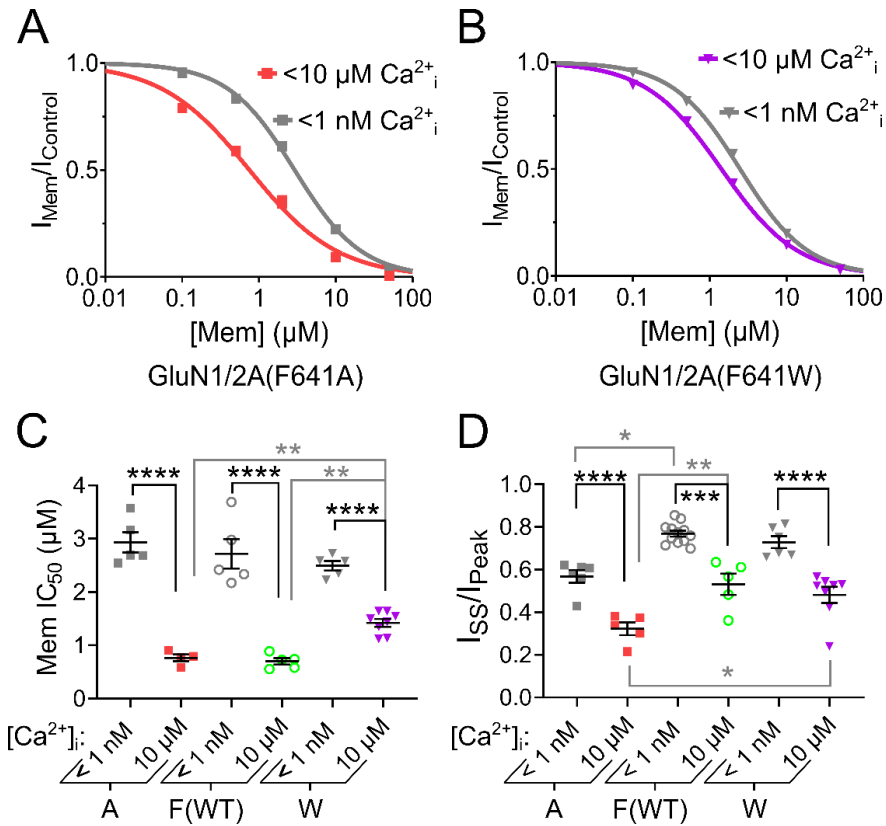 A
1.0
0.5
0.0
I_Mem/I_Control
<10 µM Ca²⁺ᵢ
<1 nM Ca²⁺ᵢ
0.01 0.1 1 10 100
[Mem] (µM)
GluN1/2A(F641A)
B
1.0
0.5
0.0
I_Mem/I_Control
<10 µM Ca²⁺ᵢ
<1 nM Ca²⁺ᵢ
0.01 0.1 1 10 100
[Mem] (µM)
GluN1/2A(F641W)
C
**
**** **** **
****
4
3
2
1
0
Mem IC₅₀ (µM)
[Ca²⁺]ᵢ: < 1 nM 10 µM < 1 nM 10 µM < 1 nM 10 µM
A F(WT) W
D
*
**** ** ****
***
*
1.0
0.8
0.6
0.4
0.2
0.0
I_SS/I_Peak
[Ca²⁺]ᵢ: < 1 nM 10 µM < 1 nM 10 µM < 1 nM 10 µM
A F(WT) W